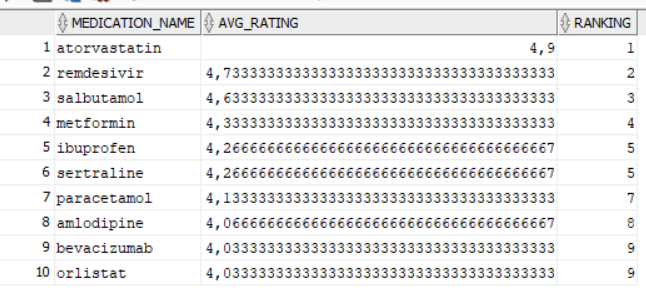 MEDICATION_NAME AVG_RATING RANKING
1 atorvastatin 4,9 1
2 remdesivir 4,733333333333333333333333333333333333333 2
3 salbutamol 4,633333333333333333333333333333333333333 3
4 metformin 4,333333333333333333333333333333333333333 4
5 ibuprofen 4,266666666666666666666666666666666666667 5
6 sertraline 4,266666666666666666666666666666666666667 5
7 paracetamol 4,133333333333333333333333333333333333333 7
8 amlodipine 4,066666666666666666666666666666666666667 8
9 bevacizumab 4,033333333333333333333333333333333333333 9
10 orlistat 4,033333333333333333333333333333333333333 9